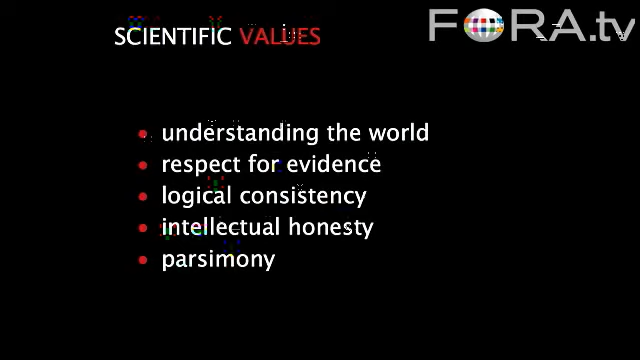 SCIENTIFIC VALUES
FORA.tv
understanding the world
respect for evidence
logical consistency
intellectual honesty
parsimony